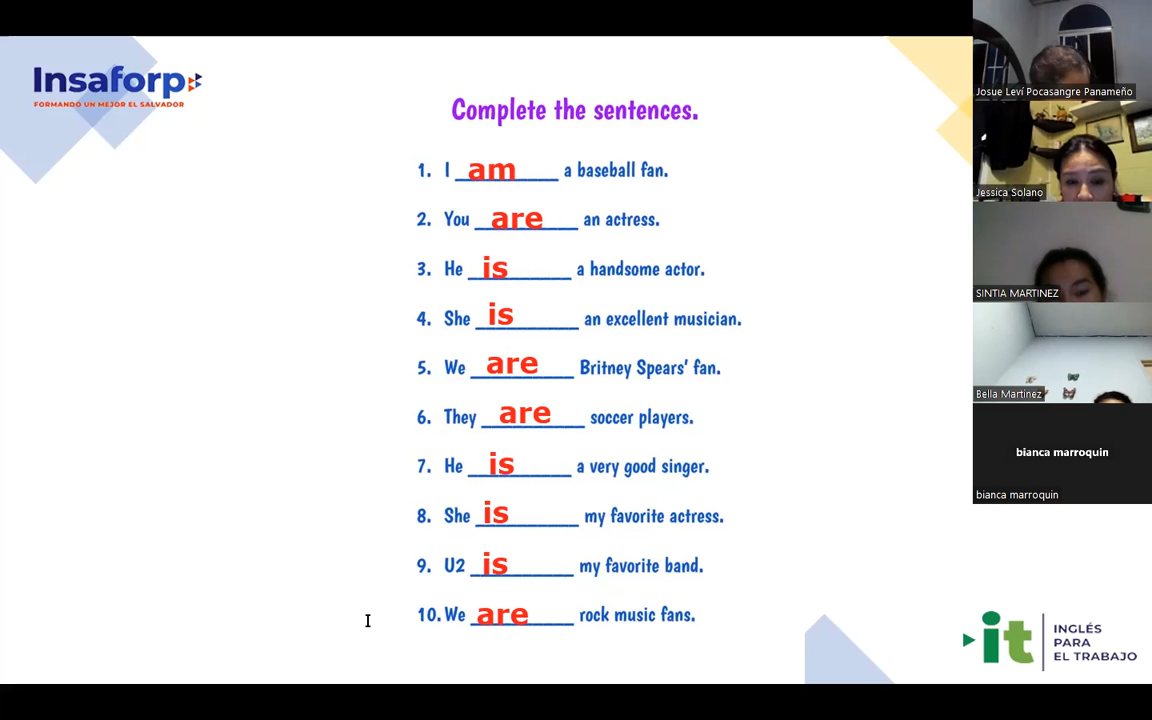 Insaforp
FORMANDO UN MEJOR EL SALVADOR
Complete the sentences.
1. I am a baseball fan.
2. You are an actress.
3. He is a handsome actor.
4. She is an excellent musician.
5. We are Britney Spears' fan.
6. They are soccer players.
7. He is a very good singer.
8. She is my favorite actress.
9. U2 is my favorite band.
10. We are rock music fans.
Josue Leví Pocasangre Panameño
Jessica Solano
SINTIA MARTINEZ
Bella Martinez
bianca marroquin
bianca marroquin
it
INGLÉS
PARA
EL TRABAJO